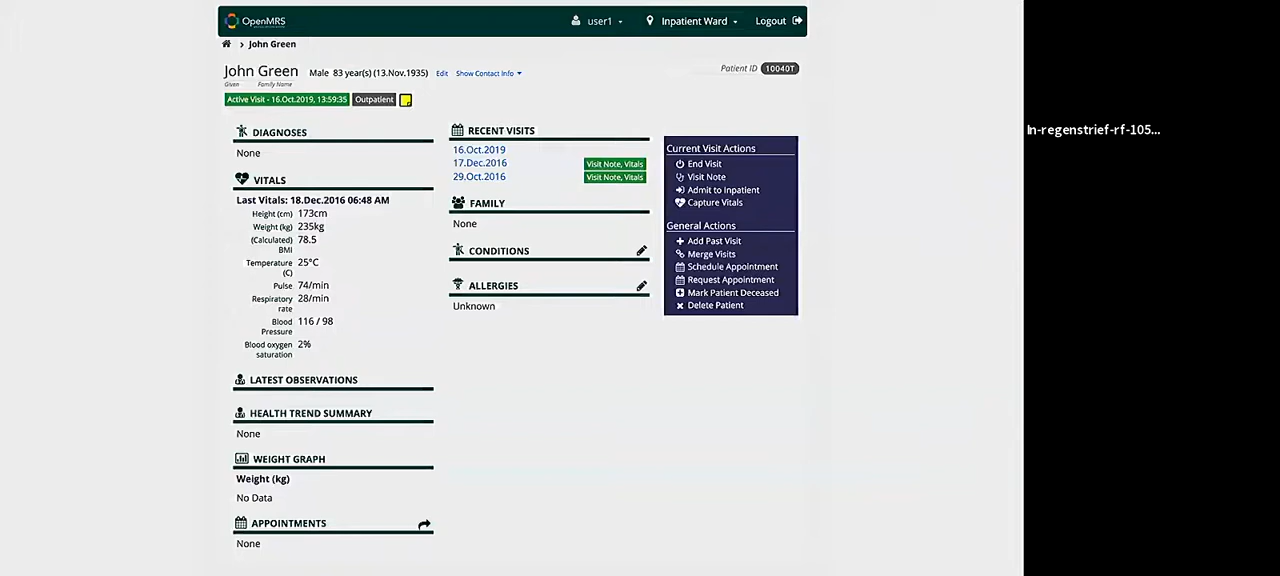 OpenMRS
user1
Inpatient Ward
Logout
John Green
John Green Male 83 year(s) (13.Nov.1935) Edit Show Contact Info
Given Family Name
Patient ID 10040T
Active Visit - 16.Oct.2019, 13:59:35 Outpatient
DIAGNOSES
None
VITALS
Last Vitals: 18.Dec.2016 06:48 AM
Height (cm) 173cm
Weight (kg) 235kg
(Calculated) 78.5
BMI
Temperature 25°C
(C)
Pulse 74/min
Respiratory 28/min
rate
Blood 116 / 98
Pressure
Blood oxygen 2%
saturation
LATEST OBSERVATIONS
HEALTH TREND SUMMARY
None
WEIGHT GRAPH
Weight (kg)
No Data
APPOINTMENTS
None
RECENT VISITS
16.Oct.2019
17.Dec.2016 Visit Note, Vitals
29.Oct.2016 Visit Note, Vitals
FAMILY
None
CONDITIONS
ALLERGIES
Unknown
Current Visit Actions
End Visit
Visit Note
Admit to Inpatient
Capture Vitals
General Actions
Add Past Visit
Merge Visits
Schedule Appointment
Request Appointment
Mark Patient Deceased
Delete Patient
In-regenstrief-rf-105...